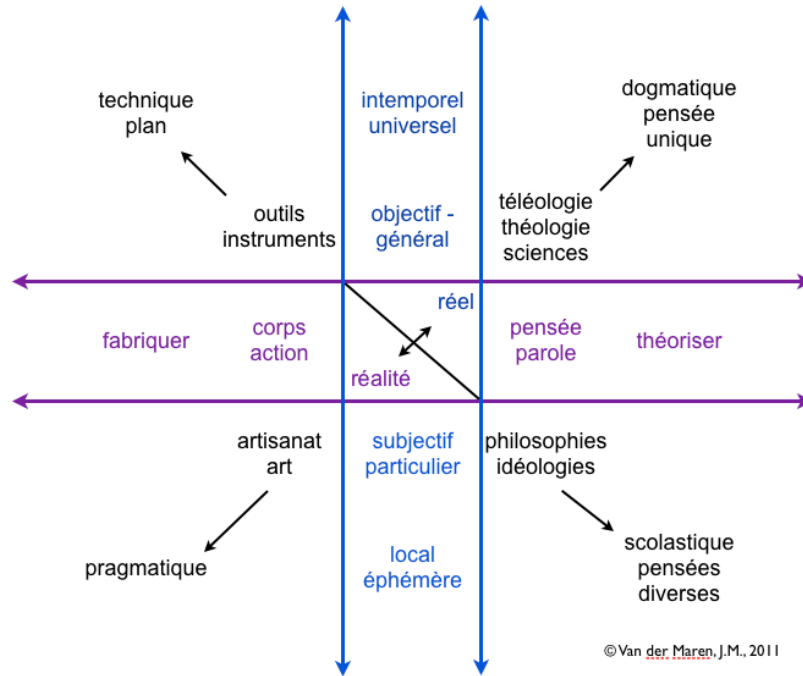 technique
plan
intemporel
universel
dogmatique
pensée
unique
outils
instruments
objectif -
général
téléologie
théologie
sciences
fabriquer
corps
action
réel
réalité
pensée
parole
théoriser
artisanat
art
subjectif
particulier
philosophies
idéologies
pragmatique
local
éphémère
scolastique
pensées
diverses
© Van der Maren, J.M., 2011